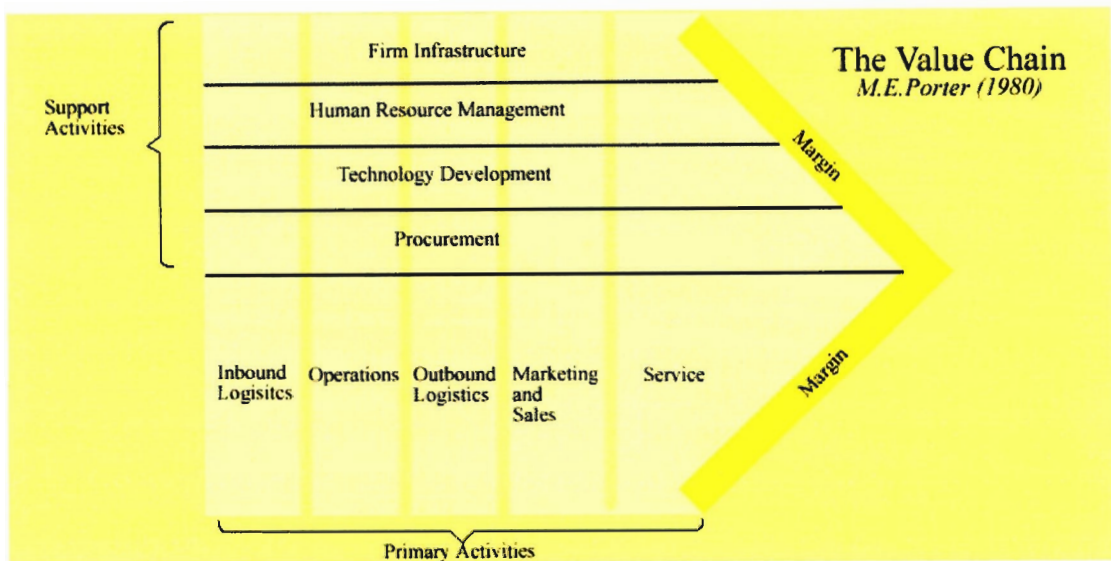 Firm Infrastructure
The Value Chain
M.E.Porter (1980)
Support
Activities
Human Resource Management
Margin
Technology Development
Procurement
Inbound
Logisitcs
Operations
Outbound
Logistics
Marketing
and
Sales
Service
Margin
Primary Activities